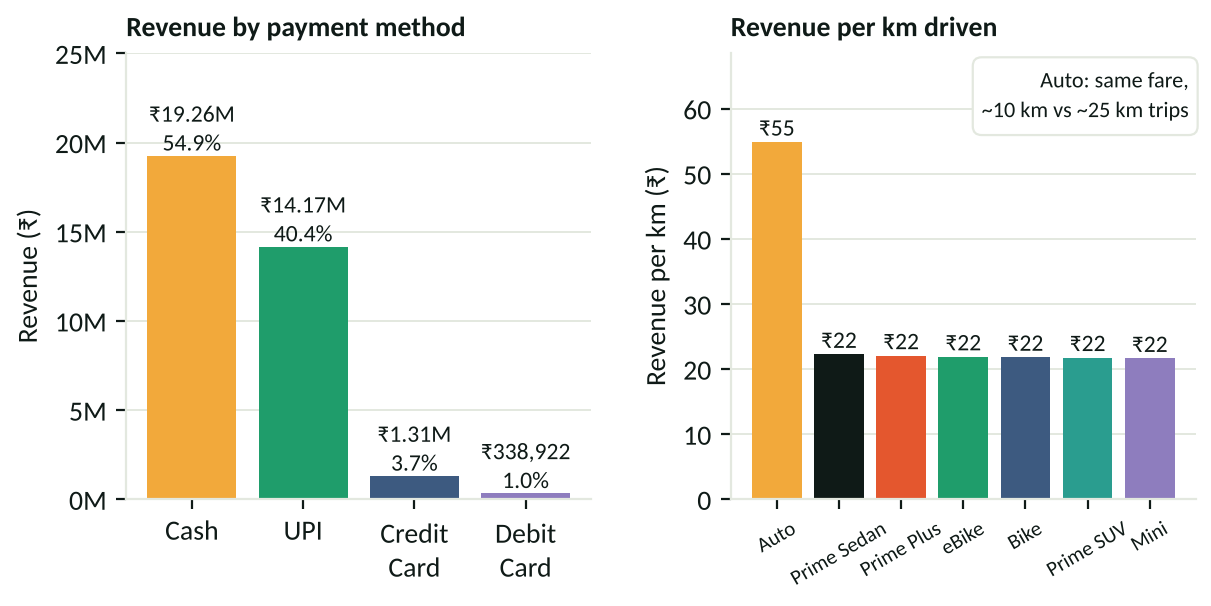 Revenue by payment method
Revenue (₹)
25M
20M
15M
10M
5M
0M
₹19.26M
54.9%
₹14.17M
40.4%
₹1.31M
3.7%
₹338,922
1.0%
Cash
UPI
Credit
Card
Debit
Card
Revenue per km driven
Auto: same fare,
~10 km vs ~25 km trips
Revenue per km (₹)
60
50
40
30
20
10
0
₹55
₹22
₹22
₹22
₹22
₹22
₹22
Auto
Prime Sedan
Prime Plus
eBike
Bike
Prime SUV
Mini